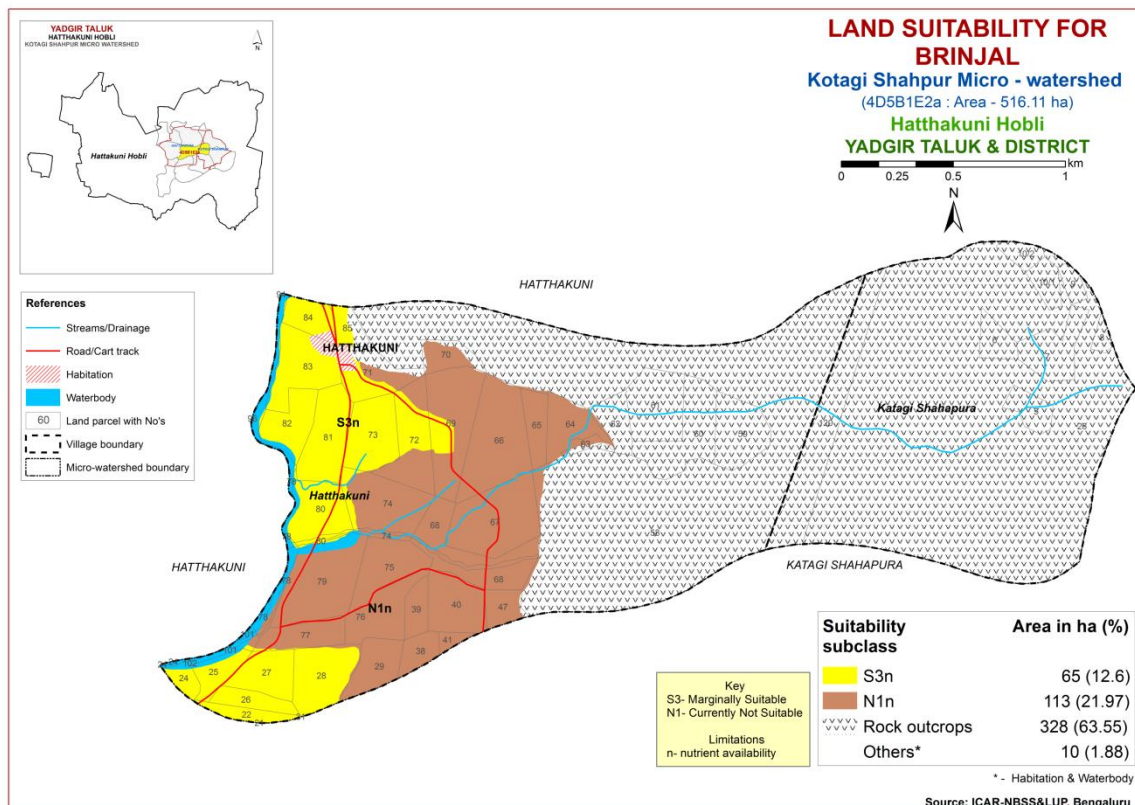 YADGIR TALUK
HATTHAKUNI HOBLI
KOTAGI SHAHPUR MICRO WATERSHED
N
Hattakuni Hobli
LAND SUITABILITY FOR
BRINJAL
Kotagi Shahpur Micro - watershed
(4D5B1E2a : Area - 516.11 ha)
Hatthakuni Hobli
YADGIR TALUK & DISTRICT
km
0 0.25 0.5 1
N
References
Streams/Drainage
Road/Cart track
Habitation
Waterbody
60 Land parcel with No's
Village boundary
Micro-watershed boundary
HATTHAKUNI
84
85
HATTHAKUNI
70
71
83
S3n
82
81
73
72
69
66
65
64
63
62
61
Katagi Shahapura
Hatthakuni
80
74
68
67
74
HATTHAKUNI
KATAGI SHAHAPURA
79
75
68
N1n
76
39
40
47
77
41
38
29
28
27
25
24
26
22
101
101
102
Suitability
subclass
Area in ha (%)
S3n 65 (12.6)
N1n 113 (21.97)
Rock outcrops 328 (63.55)
Others* 10 (1.88)
Key
S3- Marginally Suitable
N1- Currently Not Suitable
Limitations
n- nutrient availability
* - Habitation & Waterbody
Source: ICAR-NBSS&LUP, Bengaluru